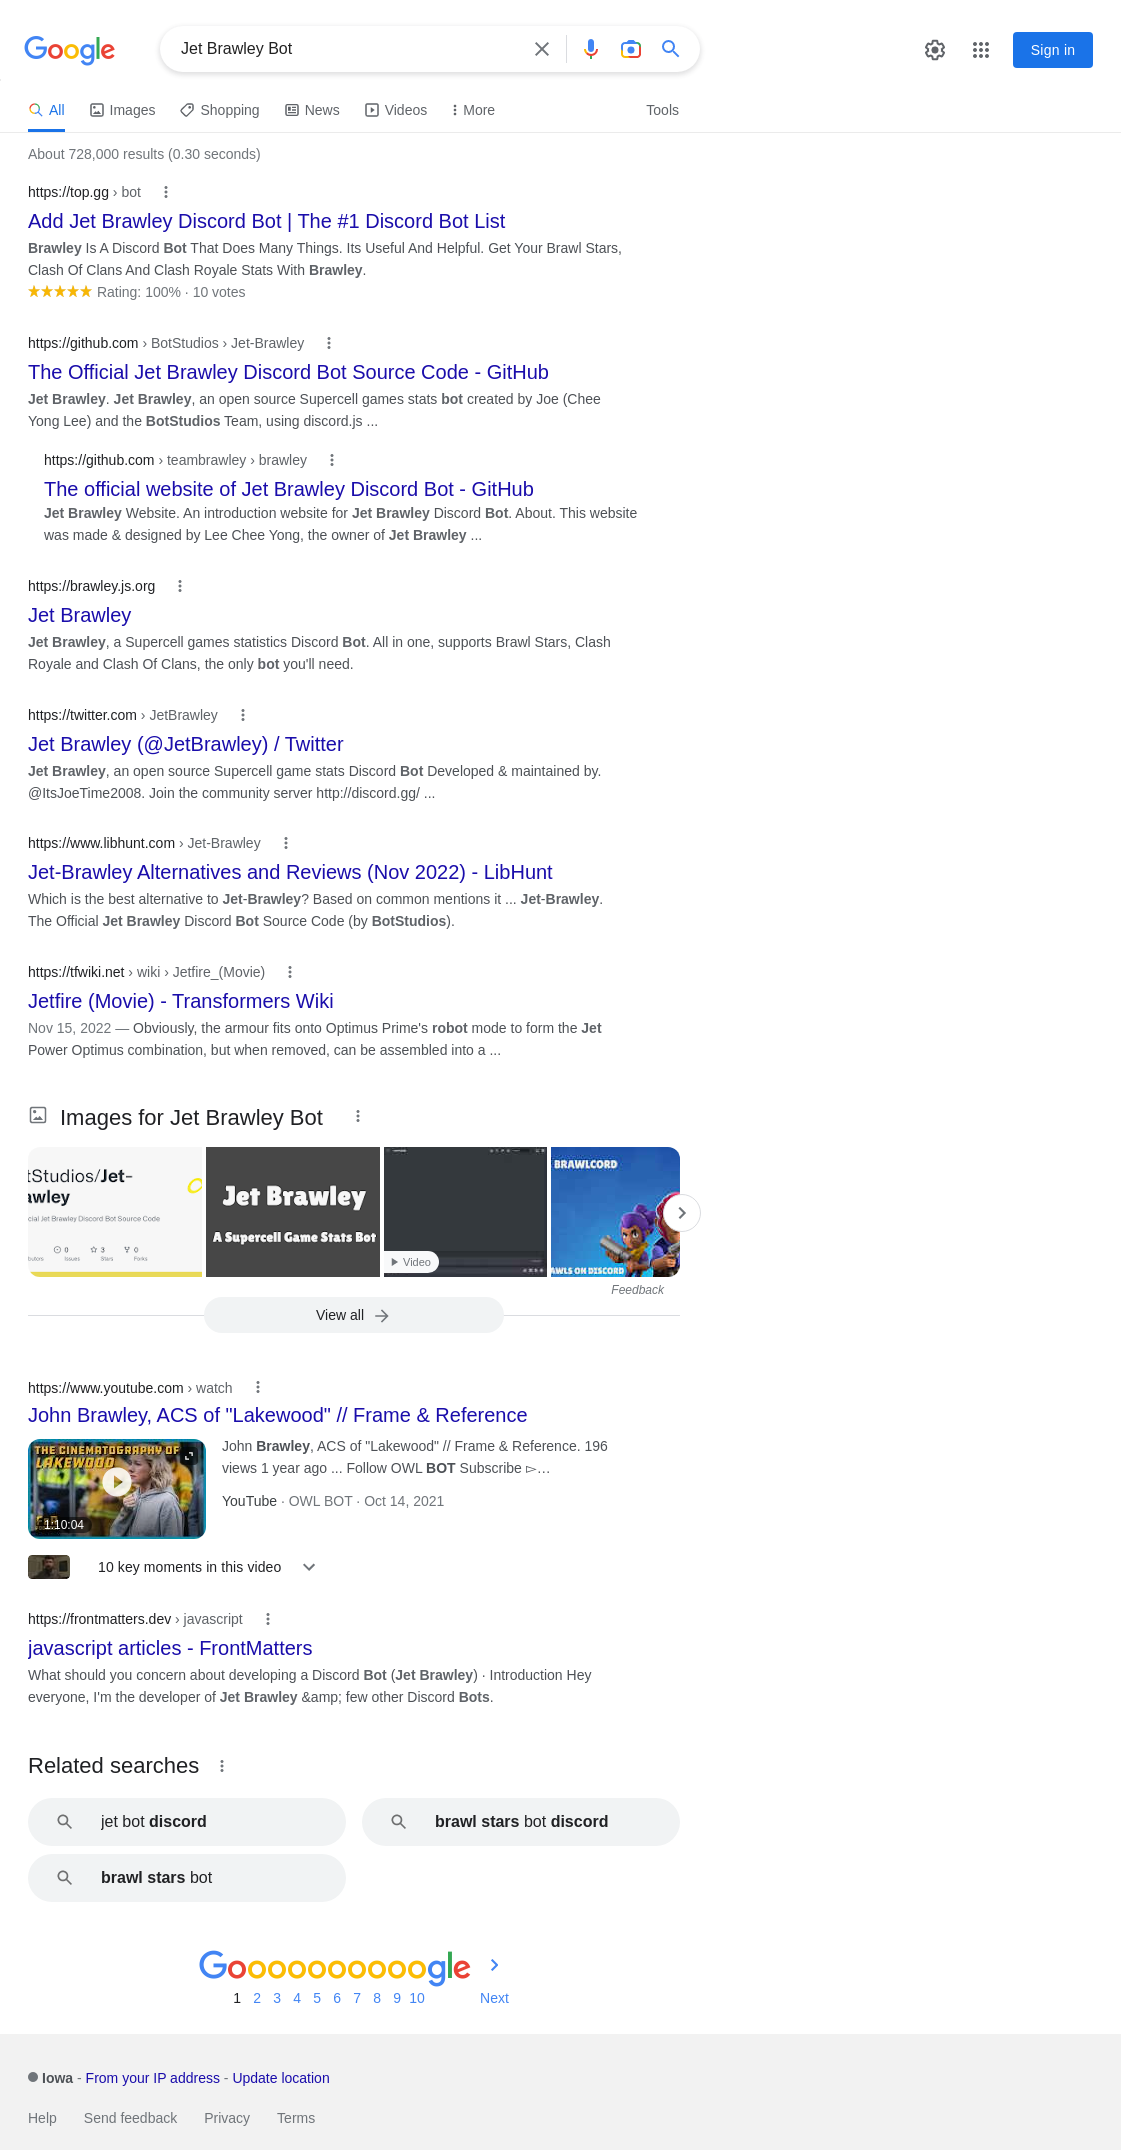 Google
Jet Brawley Bot
Sign in
All
Images
Shopping
News
Videos
More
Tools
About 728,000 results (0.30 seconds)
https://top.gg › bot
Add Jet Brawley Discord Bot | The #1 Discord Bot List
Brawley Is A Discord Bot That Does Many Things. Its Useful And Helpful. Get Your Brawl Stars,
Clash Of Clans And Clash Royale Stats With Brawley.
Rating: 100% · 10 votes
https://github.com › BotStudios › Jet-Brawley
The Official Jet Brawley Discord Bot Source Code - GitHub
Jet Brawley. Jet Brawley, an open source Supercell games stats bot created by Joe (Chee
Yong Lee) and the BotStudios Team, using discord.js ...
https://github.com › teambrawley › brawley
The official website of Jet Brawley Discord Bot - GitHub
Jet Brawley Website. An introduction website for Jet Brawley Discord Bot. About. This website
was made & designed by Lee Chee Yong, the owner of Jet Brawley ...
https://brawley.js.org
Jet Brawley
Jet Brawley, a Supercell games statistics Discord Bot. All in one, supports Brawl Stars, Clash
Royale and Clash Of Clans, the only bot you'll need.
https://twitter.com › JetBrawley
Jet Brawley (@JetBrawley) / Twitter
Jet Brawley, an open source Supercell game stats Discord Bot Developed & maintained by.
@ItsJoeTime2008. Join the community server http://discord.gg/ ...
https://www.libhunt.com › Jet-Brawley
Jet-Brawley Alternatives and Reviews (Nov 2022) - LibHunt
Which is the best alternative to Jet-Brawley? Based on common mentions it ... Jet-Brawley.
The Official Jet Brawley Discord Bot Source Code (by BotStudios).
https://tfwiki.net › wiki › Jetfire_(Movie)
Jetfire (Movie) - Transformers Wiki
Nov 15, 2022 — Obviously, the armour fits onto Optimus Prime's robot mode to form the Jet
Power Optimus combination, but when removed, can be assembled into a ...
Images for Jet Brawley Bot
tStudios/Jet-
awley
cial Jet Brawley Discord Bot Source Code
butors
0 Issues
3 Stars
0 Forks
Jet Brawley
A Supercell Game Stats Bot
Video
BRAWLCORD
AWLS ON DISCORD
Feedback
View all
https://www.youtube.com › watch
John Brawley, ACS of "Lakewood" // Frame & Reference
THE CINEMATOGRAPHY OF
LAKEWOOD
1:10:04
John Brawley, ACS of "Lakewood" // Frame & Reference. 196
views 1 year ago ... Follow OWL BOT Subscribe ▻…
YouTube · OWL BOT · Oct 14, 2021
10 key moments in this video
https://frontmatters.dev › javascript
javascript articles - FrontMatters
What should you concern about developing a Discord Bot (Jet Brawley) · Introduction Hey
everyone, I'm the developer of Jet Brawley &amp; few other Discord Bots.
Related searches
jet bot discord
brawl stars bot discord
brawl stars bot
Goooooooooogle
1 2 3 4 5 6 7 8 9 10 Next
Iowa - From your IP address - Update location
Help
Send feedback
Privacy
Terms